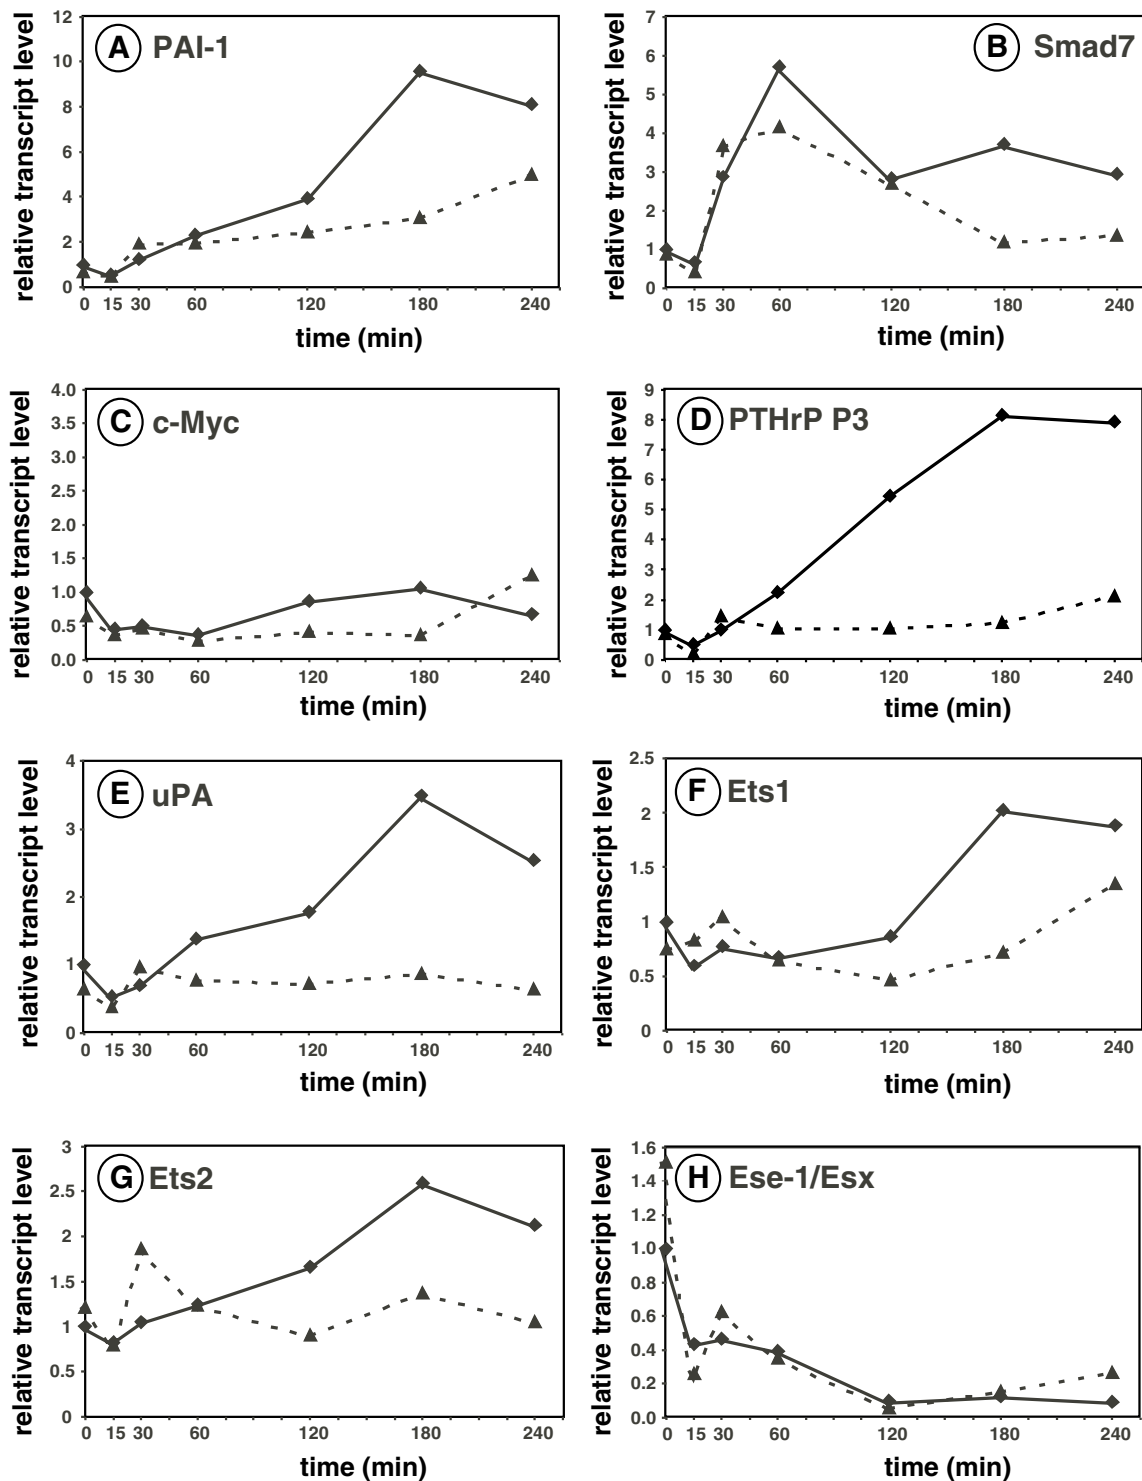 A PAI-1
relative transcript level
12
10
8
6
4
2
0
0 15 30 60 120 180 240
time (min)
B Smad7
relative transcript level
7
6
5
4
3
2
1
0
0 15 30 60 120 180 240
time (min)
C c-Myc
relative transcript level
4.0
3.5
3.0
2.5
2.0
1.5
1.0
0.5
0.0
0 15 30 60 120 180 240
time (min)
D PTHrP P3
relative transcript level
9
8
7
6
5
4
3
2
1
0
0 15 30 60 120 180 240
time (min)
E uPA
relative transcript level
4
3
2
1
0
0 15 30 60 120 180 240
time (min)
F Ets1
relative transcript level
2.5
2
1.5
1
0.5
0
0 15 30 60 120 180 240
time (min)
G Ets2
relative transcript level
3
2.5
2
1.5
1
0.5
0
0 15 30 60 120 180 240
time (min)
H Ese-1/Esx
relative transcript level
1.6
1.4
1.2
1.0
0.8
0.6
0.4
0.2
0.0
0 15 30 60 120 180 240
time (min)